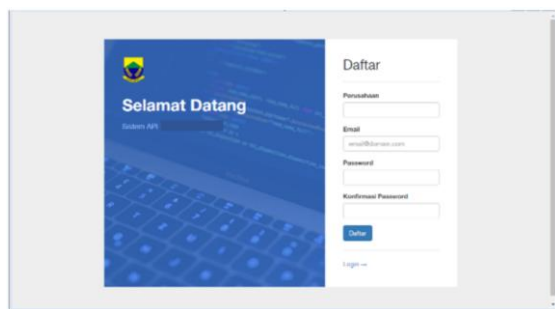 Selamat Datang
Sistem API
Daftar
Perusahaan
Email
email@domain.com
Password
Konfirmasi Password
Daftar
Login →